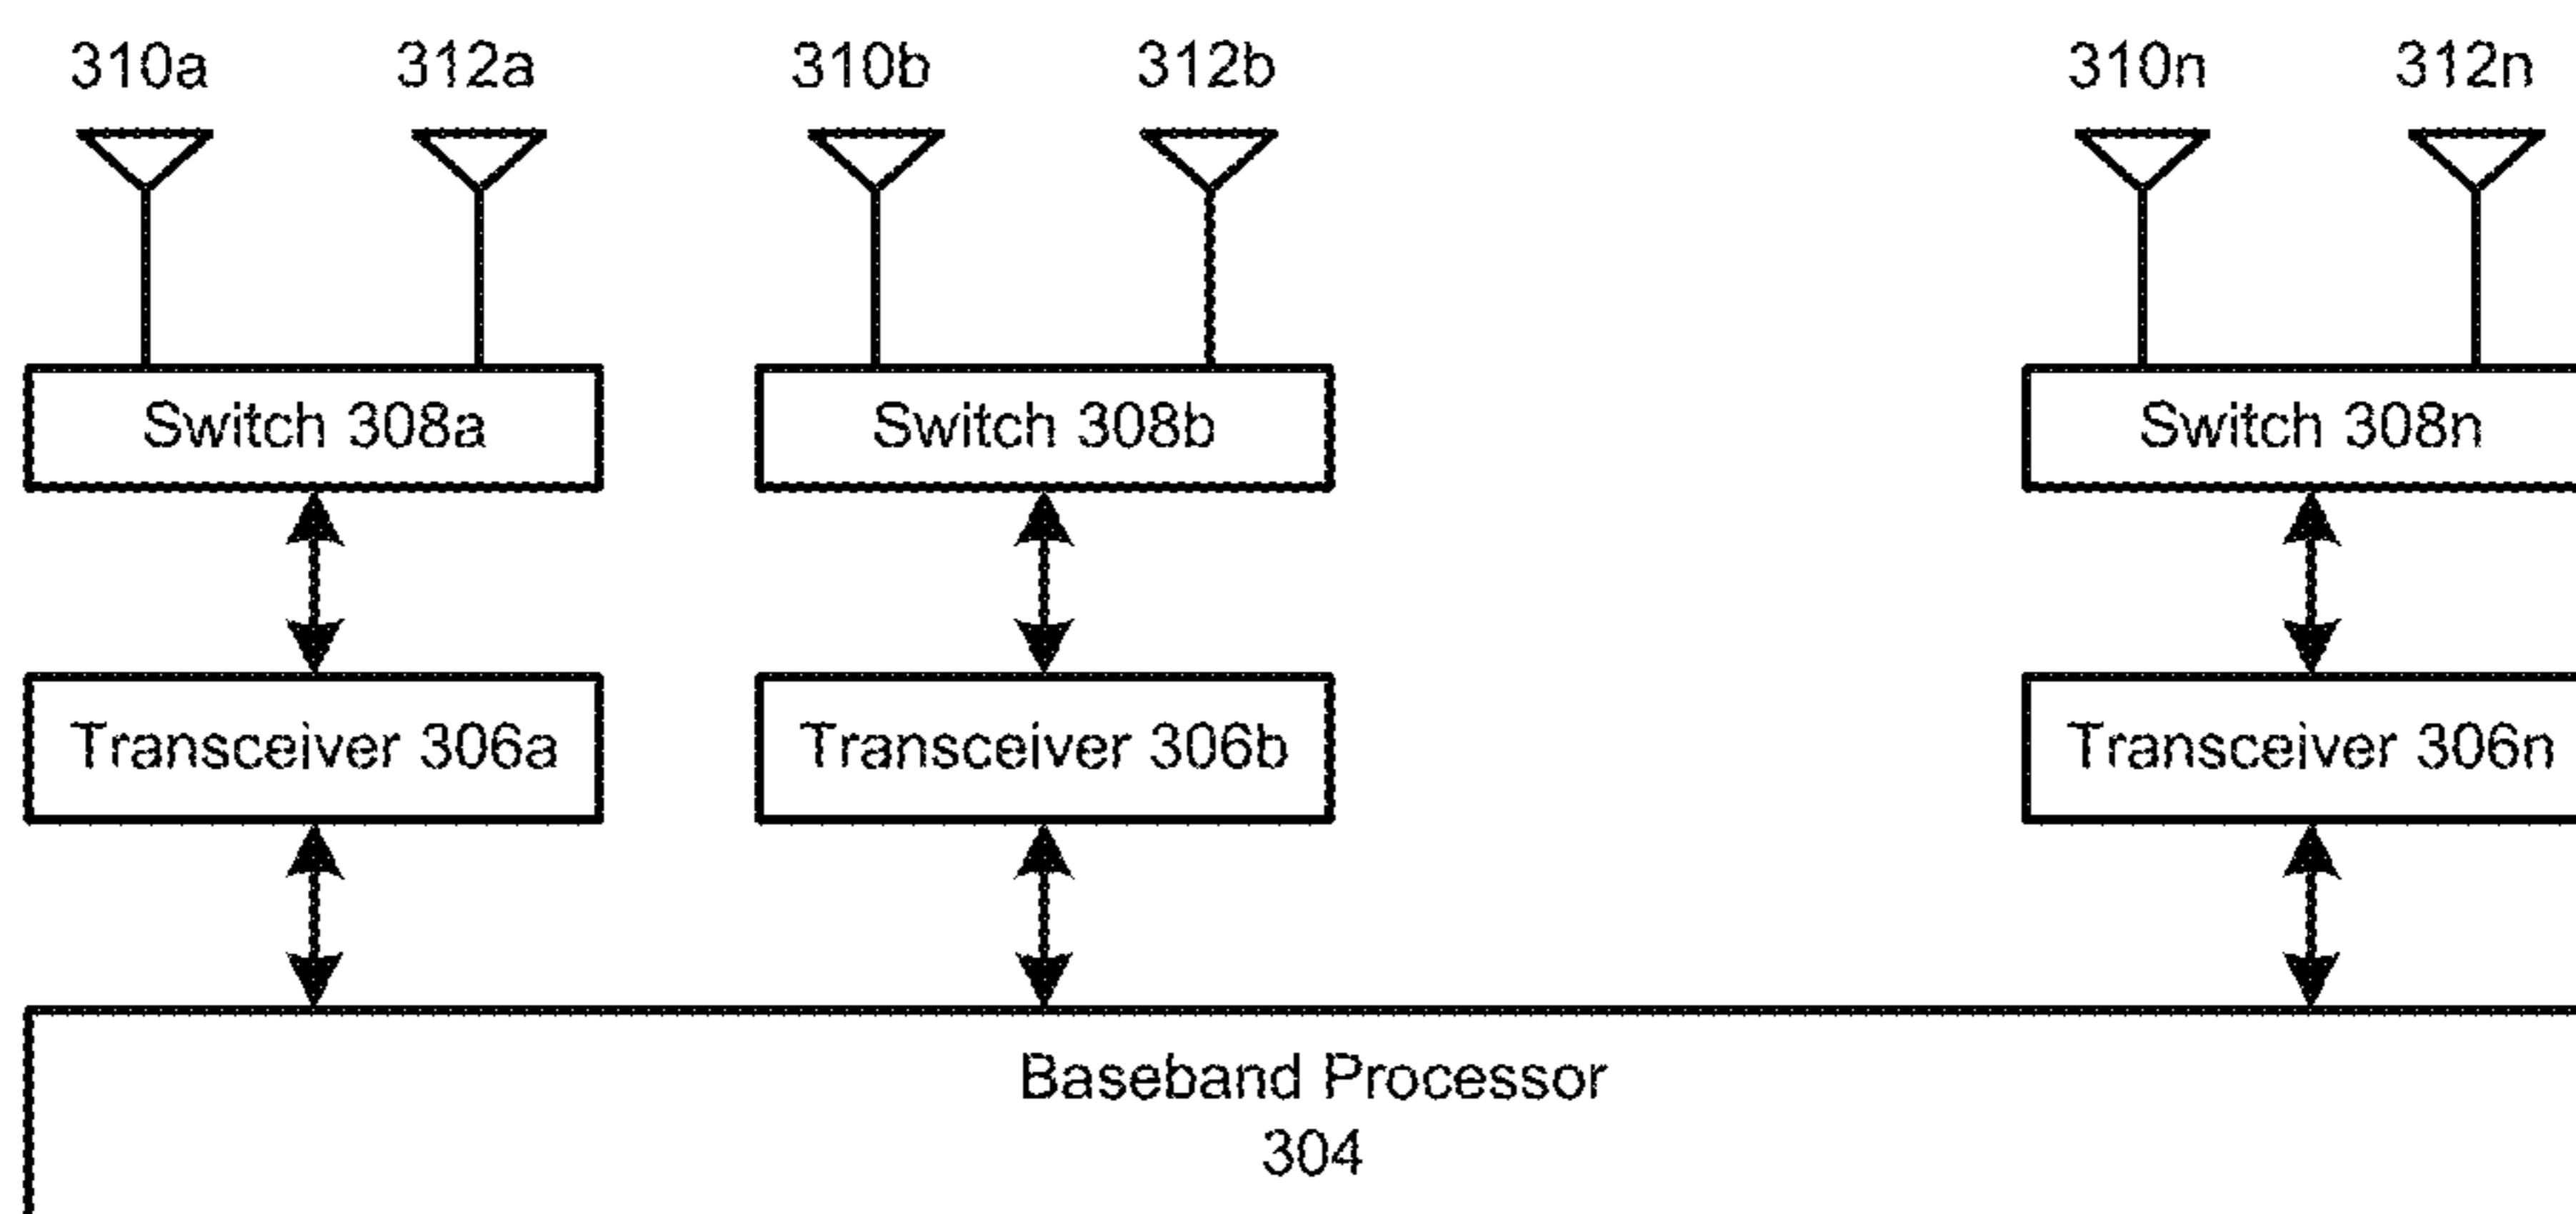 310a 312a 310b 312b 310n 312n
Switch 308a Switch 308b Switch 308n
Transceiver 306a Transceiver 306b Transceiver 306n
Baseband Processor
304